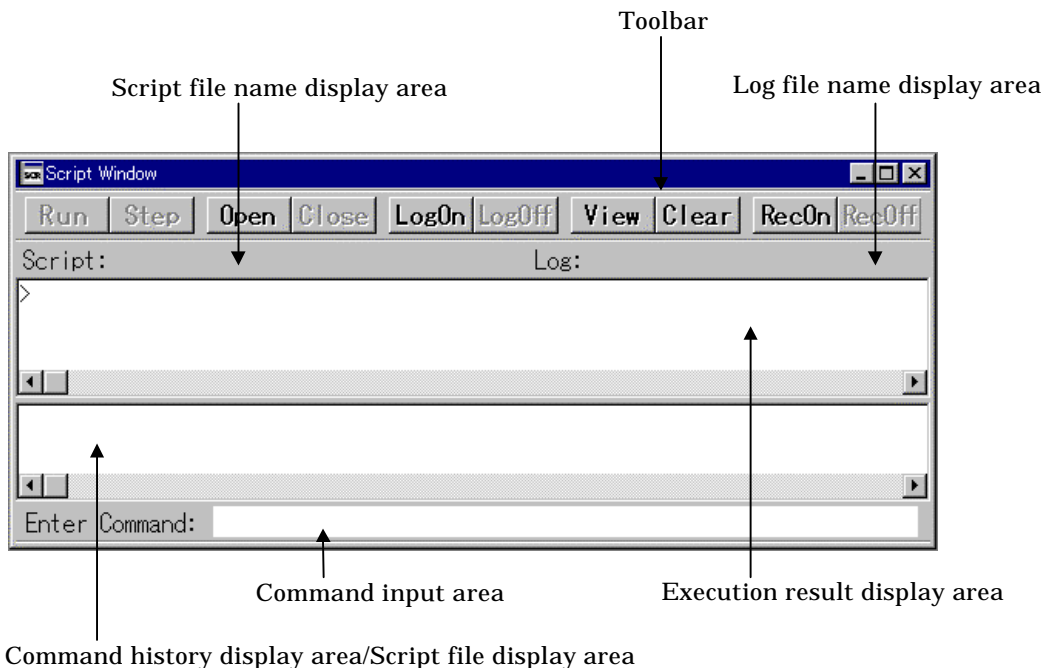 Toolbar
Script file name display area
Log file name display area
SCR Script Window
Run Step Open Close LogOn LogOff View Clear RecOn RecOff
Script: Log:
>
Enter Command:
Command input area
Execution result display area
Command history display area/Script file display area